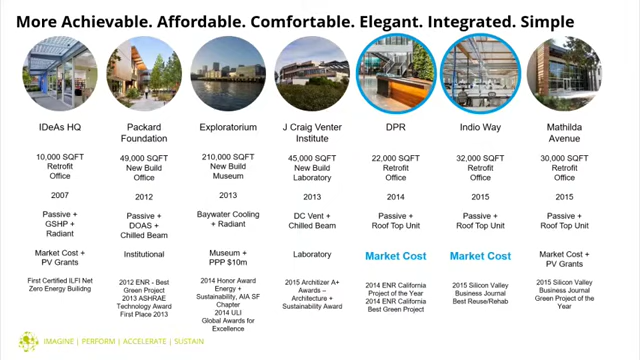 More Achievable. Affordable. Comfortable. Elegant. Integrated. Simple
IDeAs HQ
10,000 SQFT
Retrofit
Office
2007
Passive +
GSHP +
Radiant
Market Cost +
PV Grants
First Certified ILFI Net
Zero Energy Building
Packard
Foundation
49,000 SQFT
New Build
Office
2012
Passive +
DOAS +
Chilled Beam
Institutional
2012 ENR - Best
Green Project
2013 ASHRAE
Technology Award
First Place 2013
Exploratorium
210,000 SQFT
New Build
Museum
2013
Baywater Cooling
+ Radiant
Museum +
PPP $10m
2014 Honor Award
Energy +
Sustainability, AIA SF
Chapter
2014 ULI
Global Awards for
Excellence
J Craig Venter
Institute
45,000 SQFT
New Build
Laboratory
2013
DC Vent +
Chilled Beam
Laboratory
2015 Architizer A+
Awards –
Architecture +
Sustainability Award
DPR
22,000 SQFT
Retrofit
Office
2014
Passive +
Roof Top Unit
Market Cost
2014 ENR California
Project of the Year
2014 ENR California
Best Green Project
Indio Way
32,000 SQFT
Retrofit
Office
2015
Passive +
Roof Top Unit
Market Cost
2015 Silicon Valley
Business Journal
Best Reuse/Rehab
Mathilda
Avenue
30,000 SQFT
Retrofit
Office
2015
Passive +
Roof Top Unit
Market Cost +
PV Grants
2015 Silicon Valley
Business Journal
Green Project of the
Year
IMAGINE | PERFORM | ACCELERATE | SUSTAIN